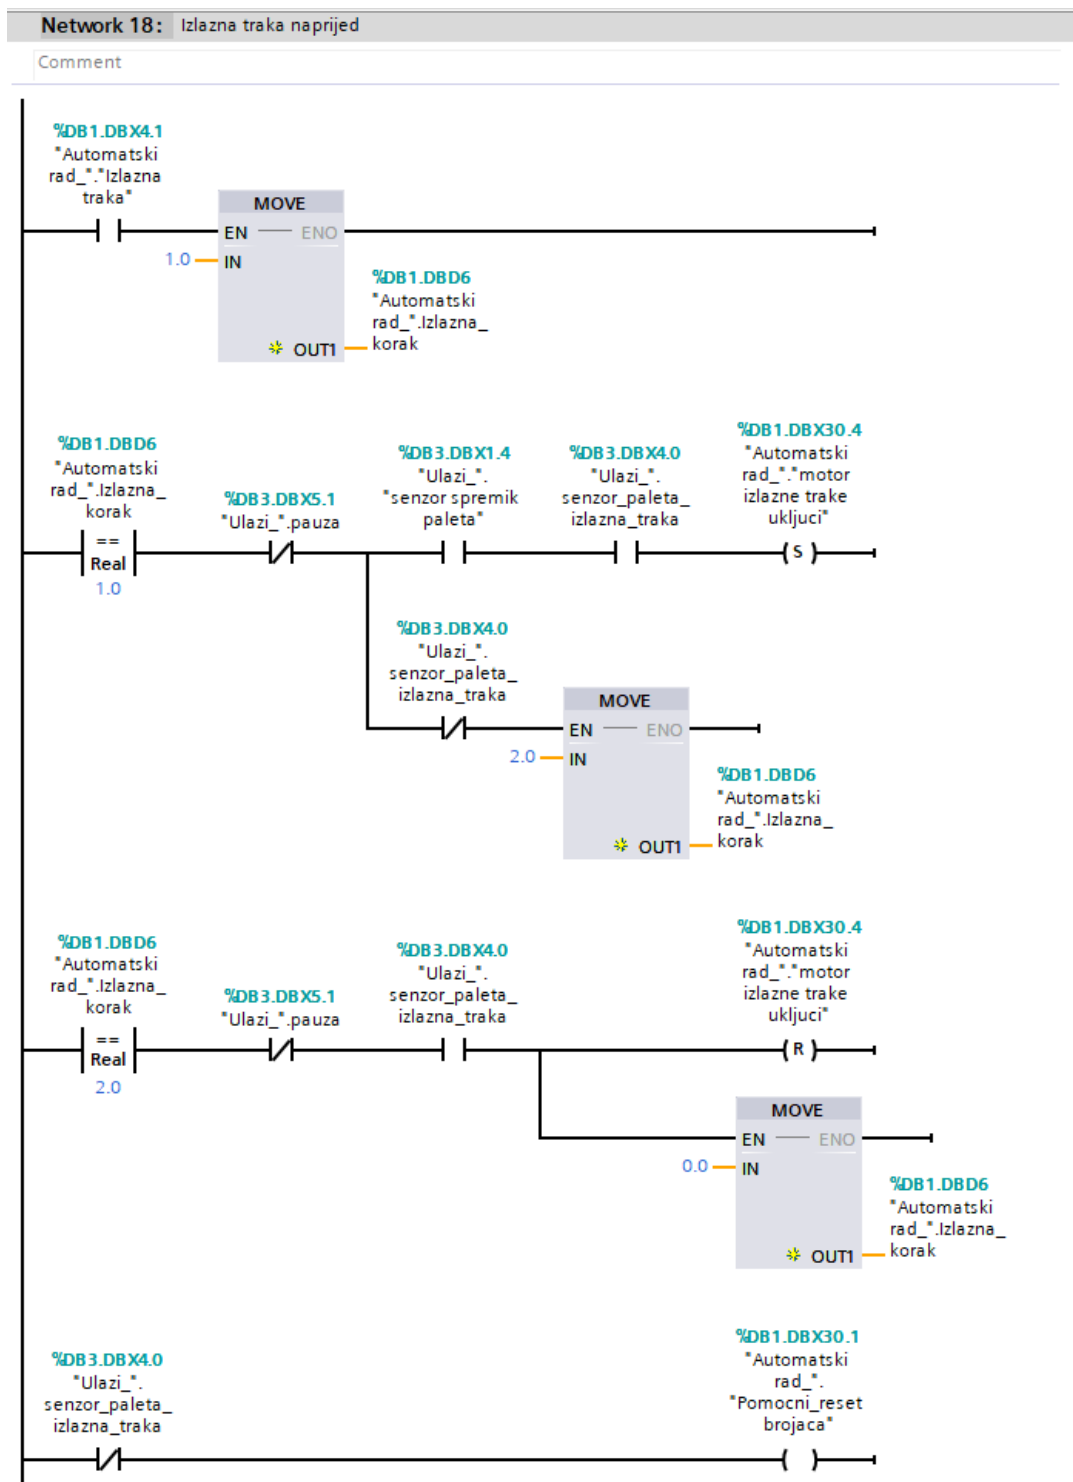 Network 18: Izlazna traka naprijed
Comment
%DB1.DBX4.1
"Automatski
rad_"."Izlazna
traka"
MOVE
EN ENO
1.0 IN
%DB1.DBD6
"Automatski
rad_".Izlazna_
OUT1 korak
%DB1.DBD6
"Automatski
rad_".Izlazna_
korak
==
Real
1.0
%DB3.DBX5.1
"Ulazi_".pauza
%DB3.DBX1.4
"Ulazi_".
"senzor spremik
paleta"
%DB3.DBX4.0
"Ulazi_".
senzor_paleta_
izlazna_traka
%DB1.DBX30.4
"Automatski
rad_"."motor
izlazne trake
ukljuci"
S
%DB3.DBX4.0
"Ulazi_".
senzor_paleta_
izlazna_traka
MOVE
EN ENO
2.0 IN
%DB1.DBD6
"Automatski
rad_".Izlazna_
OUT1 korak
%DB1.DBD6
"Automatski
rad_".Izlazna_
korak
==
Real
2.0
%DB3.DBX5.1
"Ulazi_".pauza
%DB3.DBX4.0
"Ulazi_".
senzor_paleta_
izlazna_traka
%DB1.DBX30.4
"Automatski
rad_"."motor
izlazne trake
ukljuci"
R
MOVE
EN ENO
0.0 IN
%DB1.DBD6
"Automatski
rad_".Izlazna_
OUT1 korak
%DB3.DBX4.0
"Ulazi_".
senzor_paleta_
izlazna_traka
%DB1.DBX30.1
"Automatski
rad_".
"Pomocni_reset
brojaca"